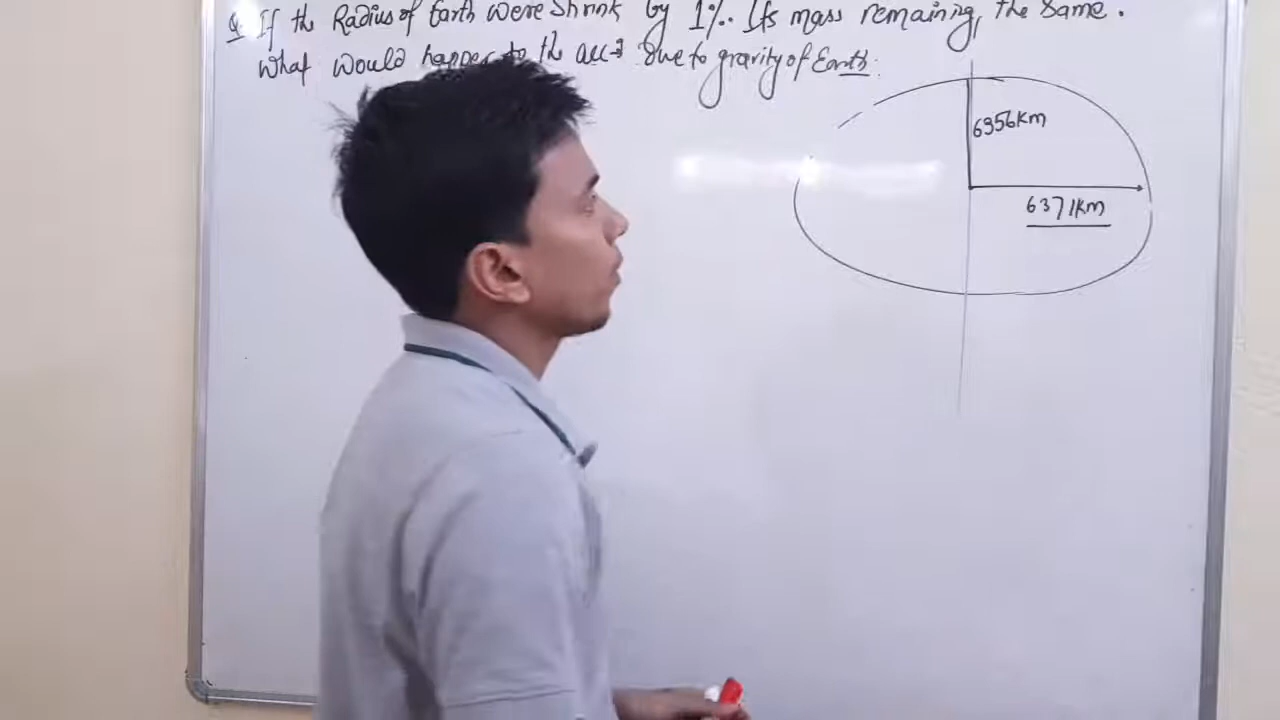 Q. If the Radius of Earth were Shrink by 1%. Its mass remaining, the Same.
What would happen to the acc→ Due to gravity of Earth.
6356Km
6371Km